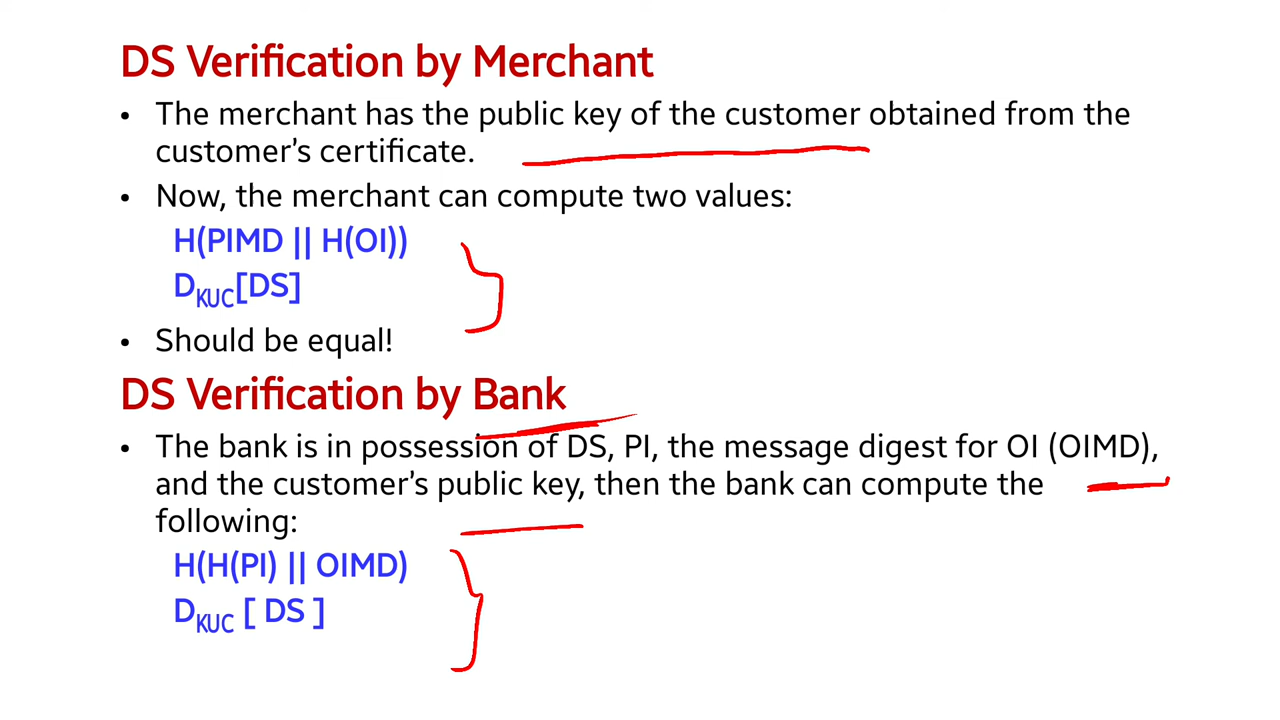 DS Verification by Merchant
• The merchant has the public key of the customer obtained from the
customer’s certificate.
• Now, the merchant can compute two values:
H(PIMD || H(OI))
DKUC[DS]
• Should be equal!
DS Verification by Bank
• The bank is in possession of DS, PI, the message digest for OI (OIMD),
and the customer’s public key, then the bank can compute the
following:
H(H(PI) || OIMD)
DKUC [ DS ]